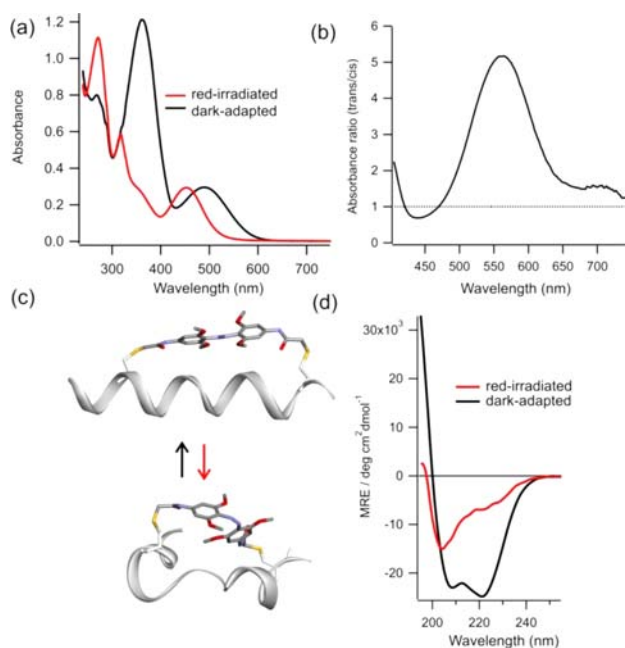 (a)
Absorbance
1.2
1.0
0.8
0.6
0.4
0.2
0.0
red-irradiated
dark-adapted
300 400 500 600 700
Wavelength (nm)
(b)
Absorbance ratio (trans/cis)
6
5
4
3
2
1
0
450 500 550 600 650 700
Wavelength (nm)
(c)
(d)
MRE / deg cm² dmol⁻¹
30x10³
20
10
0
-10
-20
red-irradiated
dark-adapted
200 220 240
Wavelength (nm)